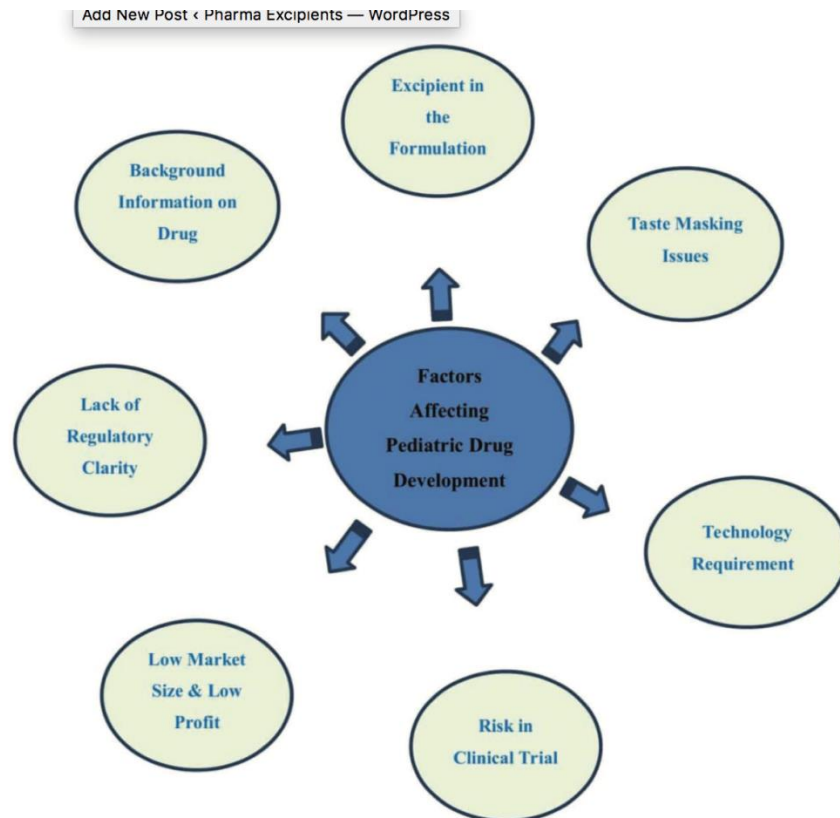 Add New Post ‹ Pharma Excipients — WordPress
Excipient in
the
Formulation
Background
Information on
Drug
Taste Masking
Issues
Factors
Affecting
Pediatric Drug
Development
Lack of
Regulatory
Clarity
Technology
Requirement
Low Market
Size & Low
Profit
Risk in
Clinical Trial